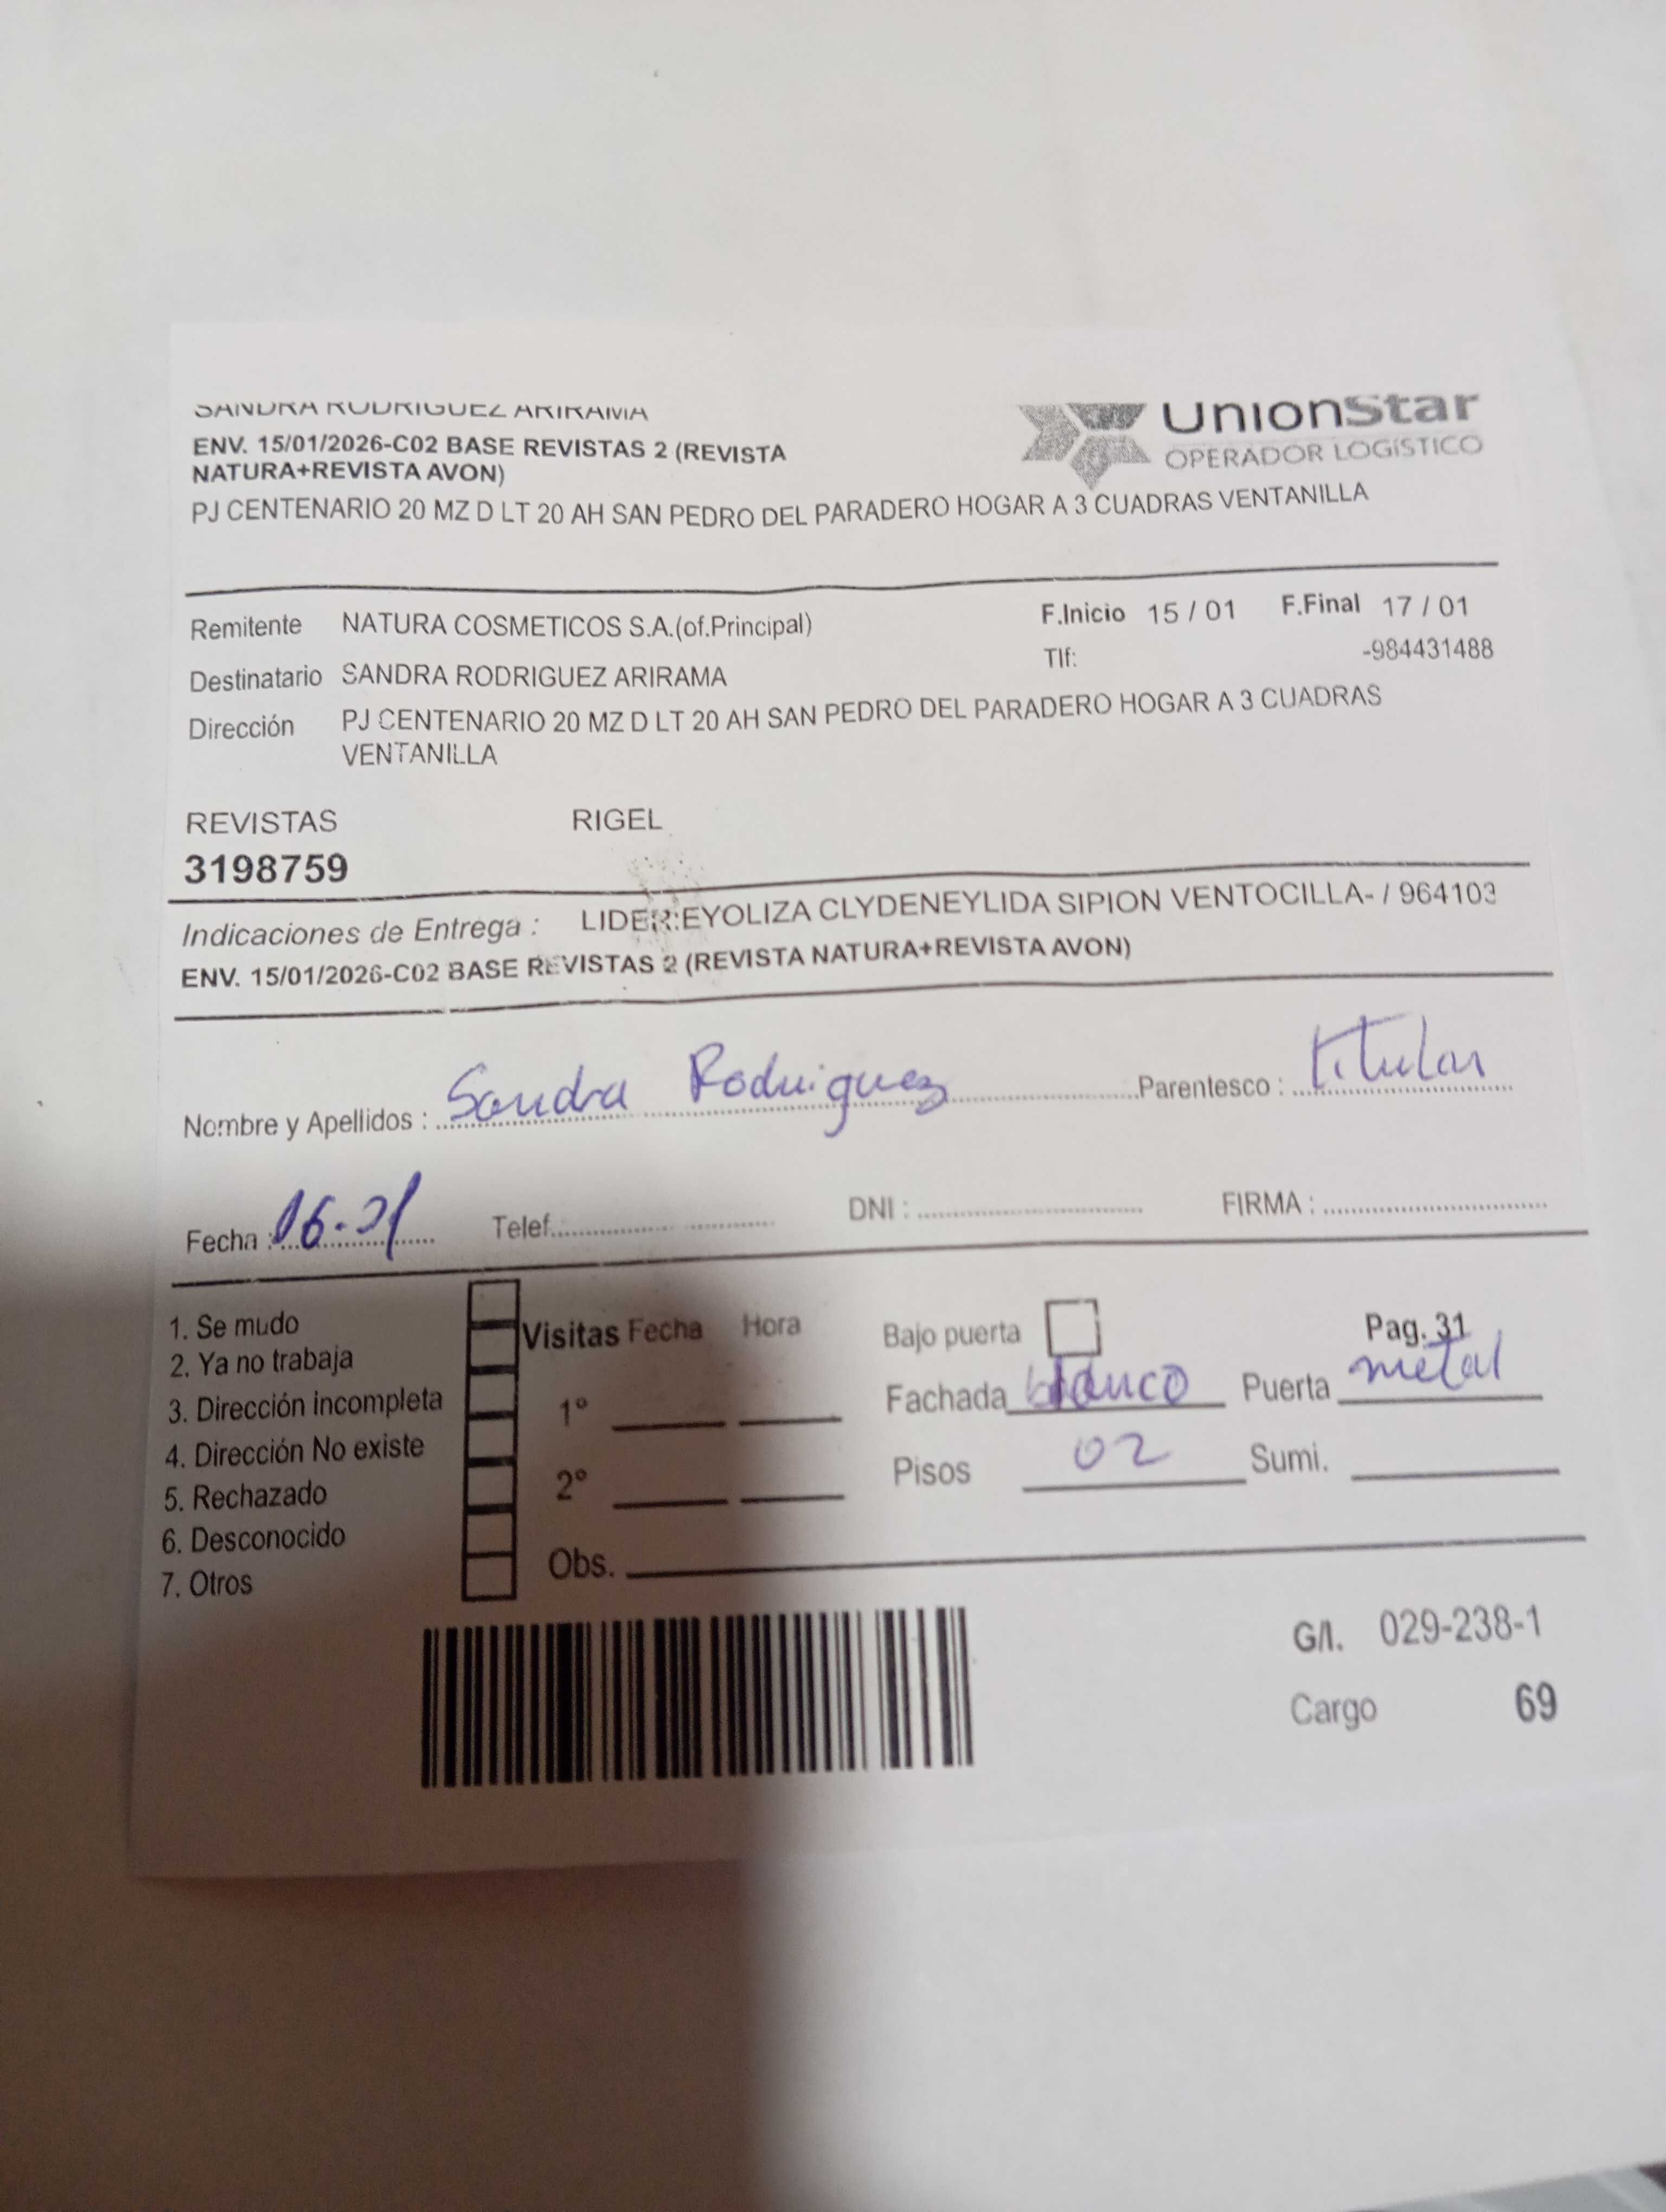 SANDRA RODRIGUEZ ARIRAMA
UnionStar
OPERADOR LOGÍSTICO
ENV. 15/01/2026-C02 BASE REVISTAS 2 (REVISTA
NATURA+REVISTA AVON)
PJ CENTENARIO 20 MZ D LT 20 AH SAN PEDRO DEL PARADERO HOGAR A 3 CUADRAS VENTANILLA
Remitente NATURA COSMETICOS S.A.(of.Principal) F.Inicio 15 / 01 F.Final 17 / 01
Destinatario SANDRA RODRIGUEZ ARIRAMA Tlf: -984431488
Dirección PJ CENTENARIO 20 MZ D LT 20 AH SAN PEDRO DEL PARADERO HOGAR A 3 CUADRAS
VENTANILLA
REVISTAS RIGEL
3198759
Indicaciones de Entrega : LIDER:EYOLIZA CLYDENEYLIDA SIPION VENTOCILLA- / 964103
ENV. 15/01/2026-C02 BASE REVISTAS 2 (REVISTA NATURA+REVISTA AVON)
Nombre y Apellidos : Sandra Rodriguez Parentesco : titular
Fecha : 16-01 Telef. DNI : FIRMA :
1. Se mudo
2. Ya no trabaja
3. Dirección incompleta
4. Dirección No existe
5. Rechazado
6. Desconocido
7. Otros
Visitas Fecha Hora
1°
2°
Obs.
Bajo puerta Pag. 31
Fachada blanco Puerta metal
Pisos 02 Sumi.
G/I. 029-238-1
Cargo 69